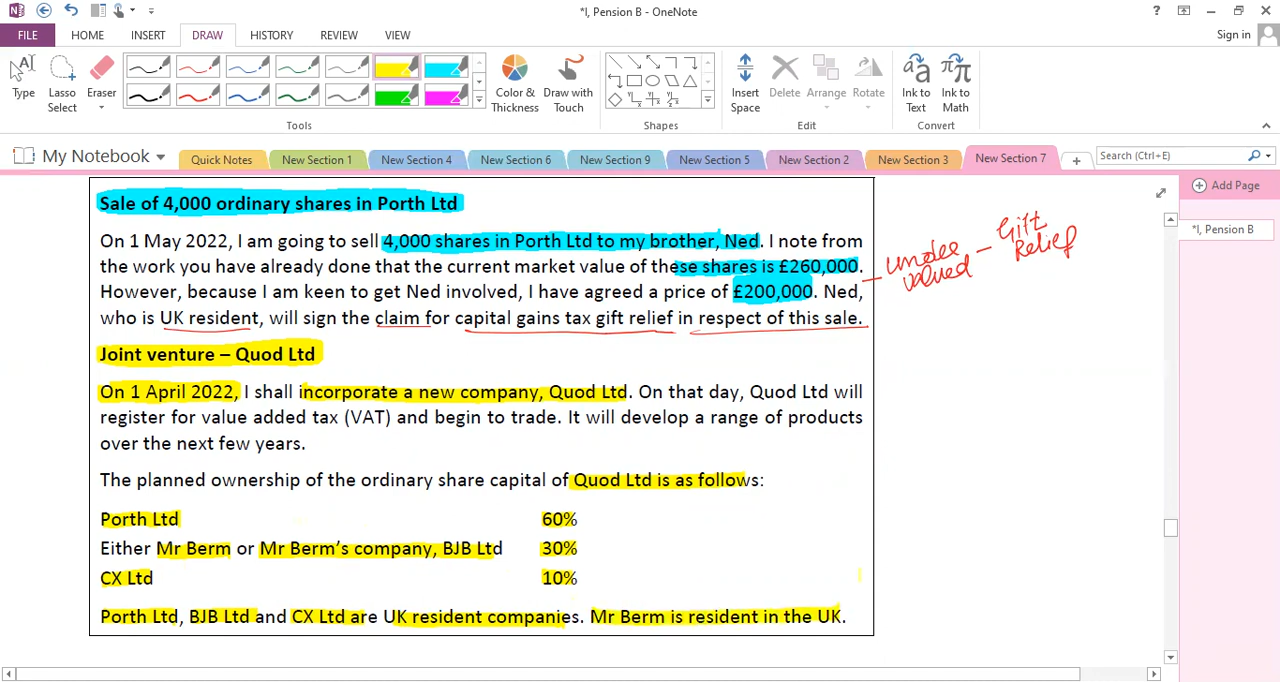 *I, Pension B - OneNote
?
FILE HOME INSERT DRAW HISTORY REVIEW VIEW
Sign in
Type
Lasso Select
Eraser
Color & Thickness
Draw with Touch
Insert Space
Delete
Arrange
Rotate
Ink to Text
Ink to Math
Tools
Shapes
Edit
Convert
My Notebook
Quick Notes
New Section 1
New Section 4
New Section 6
New Section 9
New Section 5
New Section 2
New Section 3
New Section 7
Search (Ctrl+E)
Add Page
*I, Pension B
Sale of 4,000 ordinary shares in Porth Ltd
On 1 May 2022, I am going to sell 4,000 shares in Porth Ltd to my brother, Ned. I note from
the work you have already done that the current market value of these shares is £260,000.
However, because I am keen to get Ned involved, I have agreed a price of £200,000. Ned,
who is UK resident, will sign the claim for capital gains tax gift relief in respect of this sale.
under valued – Gift Relief
Joint venture – Quod Ltd
On 1 April 2022, I shall incorporate a new company, Quod Ltd. On that day, Quod Ltd will
register for value added tax (VAT) and begin to trade. It will develop a range of products
over the next few years.
The planned ownership of the ordinary share capital of Quod Ltd is as follows:
Porth Ltd 60%
Either Mr Berm or Mr Berm's company, BJB Ltd 30%
CX Ltd 10%
Porth Ltd, BJB Ltd and CX Ltd are UK resident companies. Mr Berm is resident in the UK.